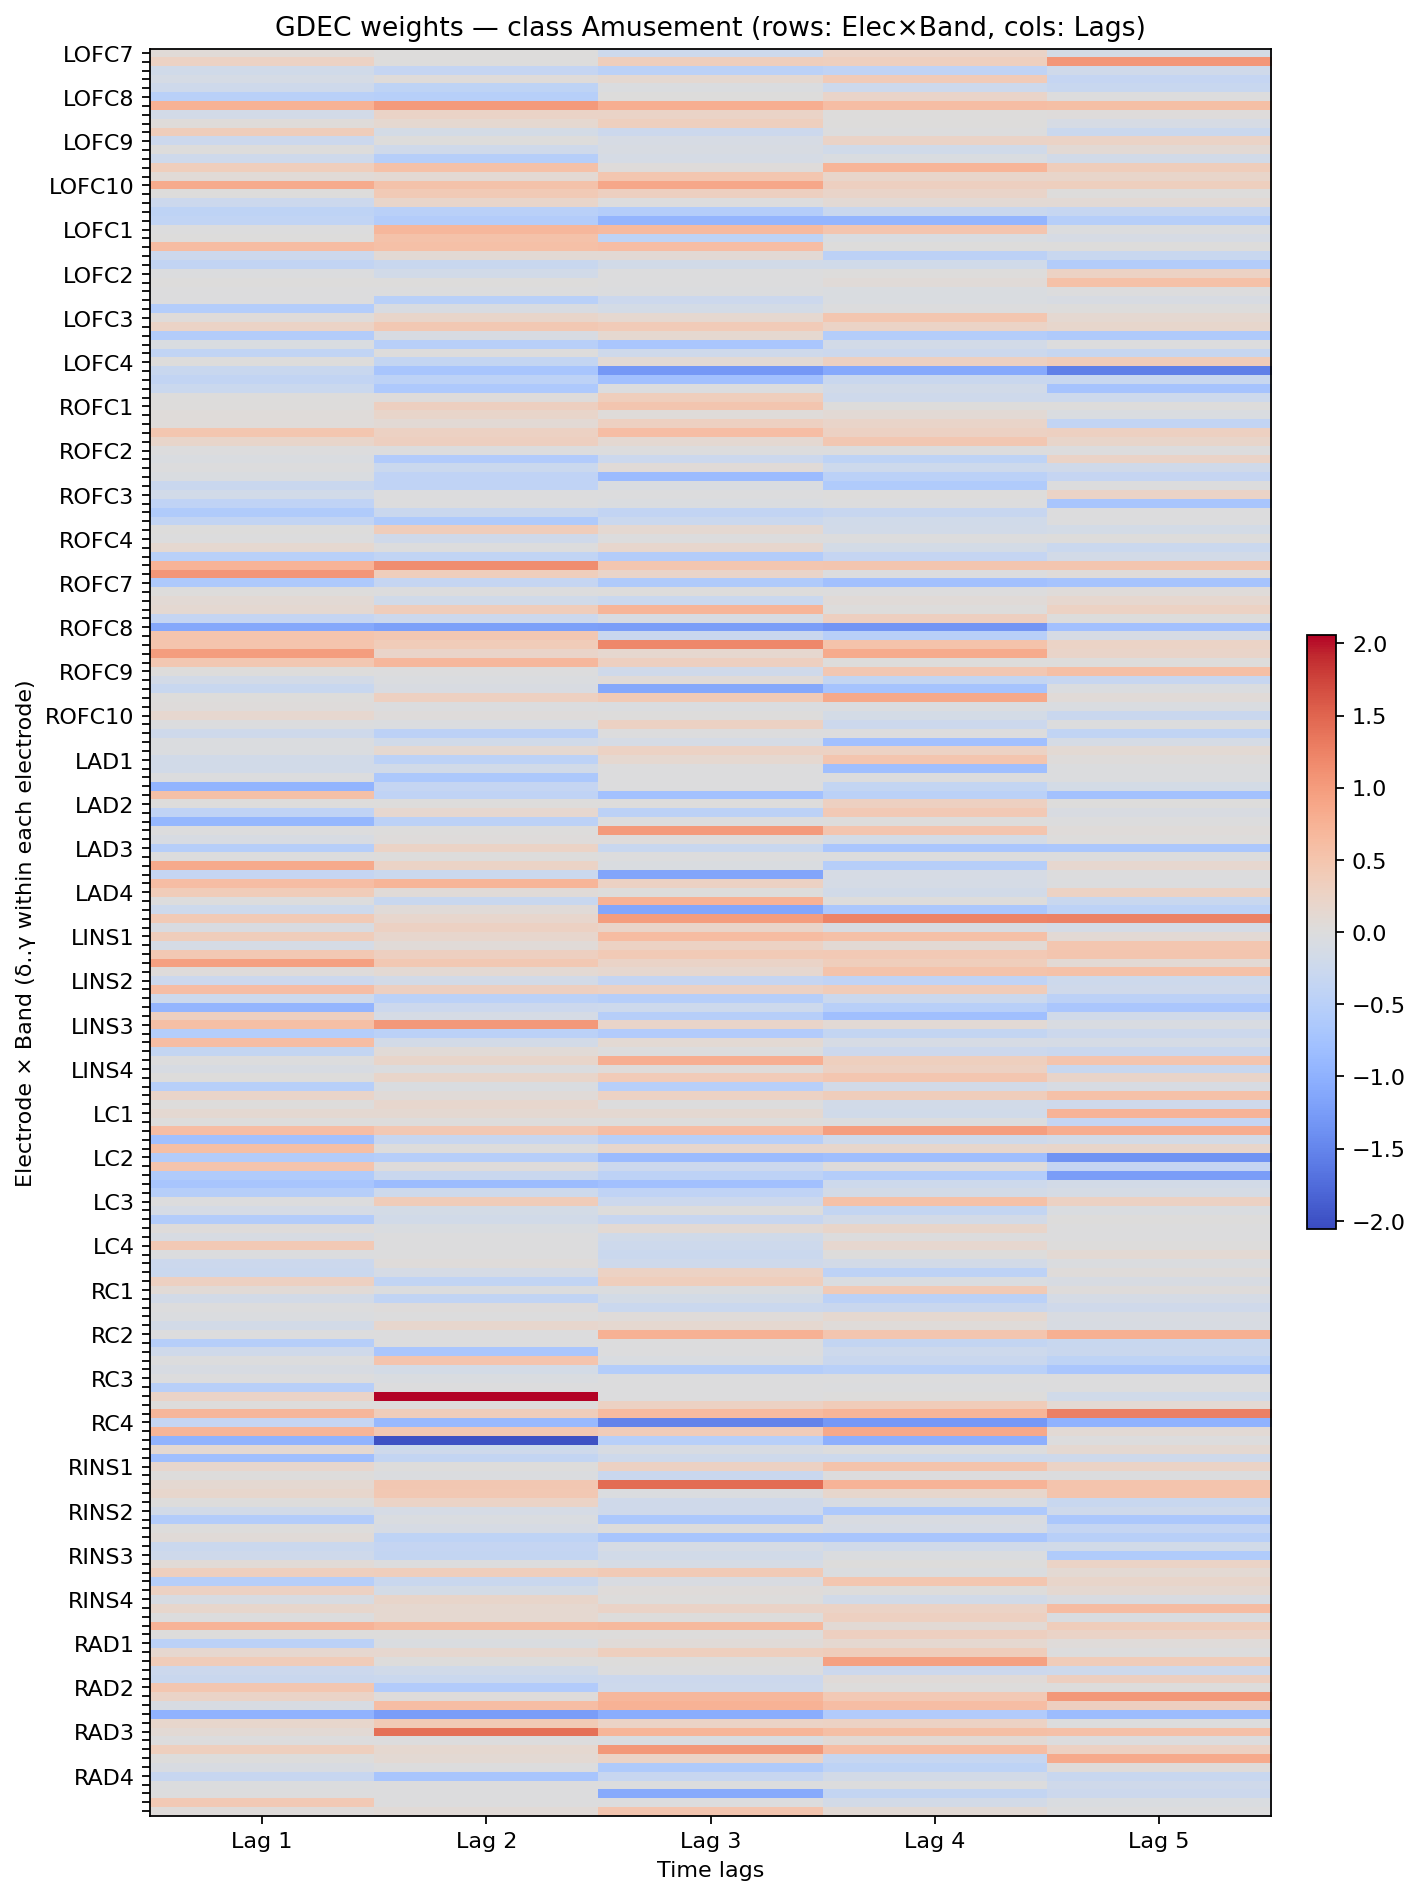 GDEC weights — class Amusement (rows: Elec×Band, cols: Lags)
LOFC7
LOFC8
LOFC9
LOFC10
LOFC1
LOFC2
LOFC3
LOFC4
ROFC1
ROFC2
ROFC3
ROFC4
ROFC7
ROFC8
ROFC9
ROFC10
LAD1
LAD2
LAD3
LAD4
LINS1
LINS2
LINS3
LINS4
LC1
LC2
LC3
LC4
RC1
RC2
RC3
RC4
RINS1
RINS2
RINS3
RINS4
RAD1
RAD2
RAD3
RAD4
Electrode × Band (δ..γ within each electrode)
Lag 1
Lag 2
Lag 3
Lag 4
Lag 5
Time lags
2.0
1.5
1.0
0.5
0.0
−0.5
−1.0
−1.5
−2.0